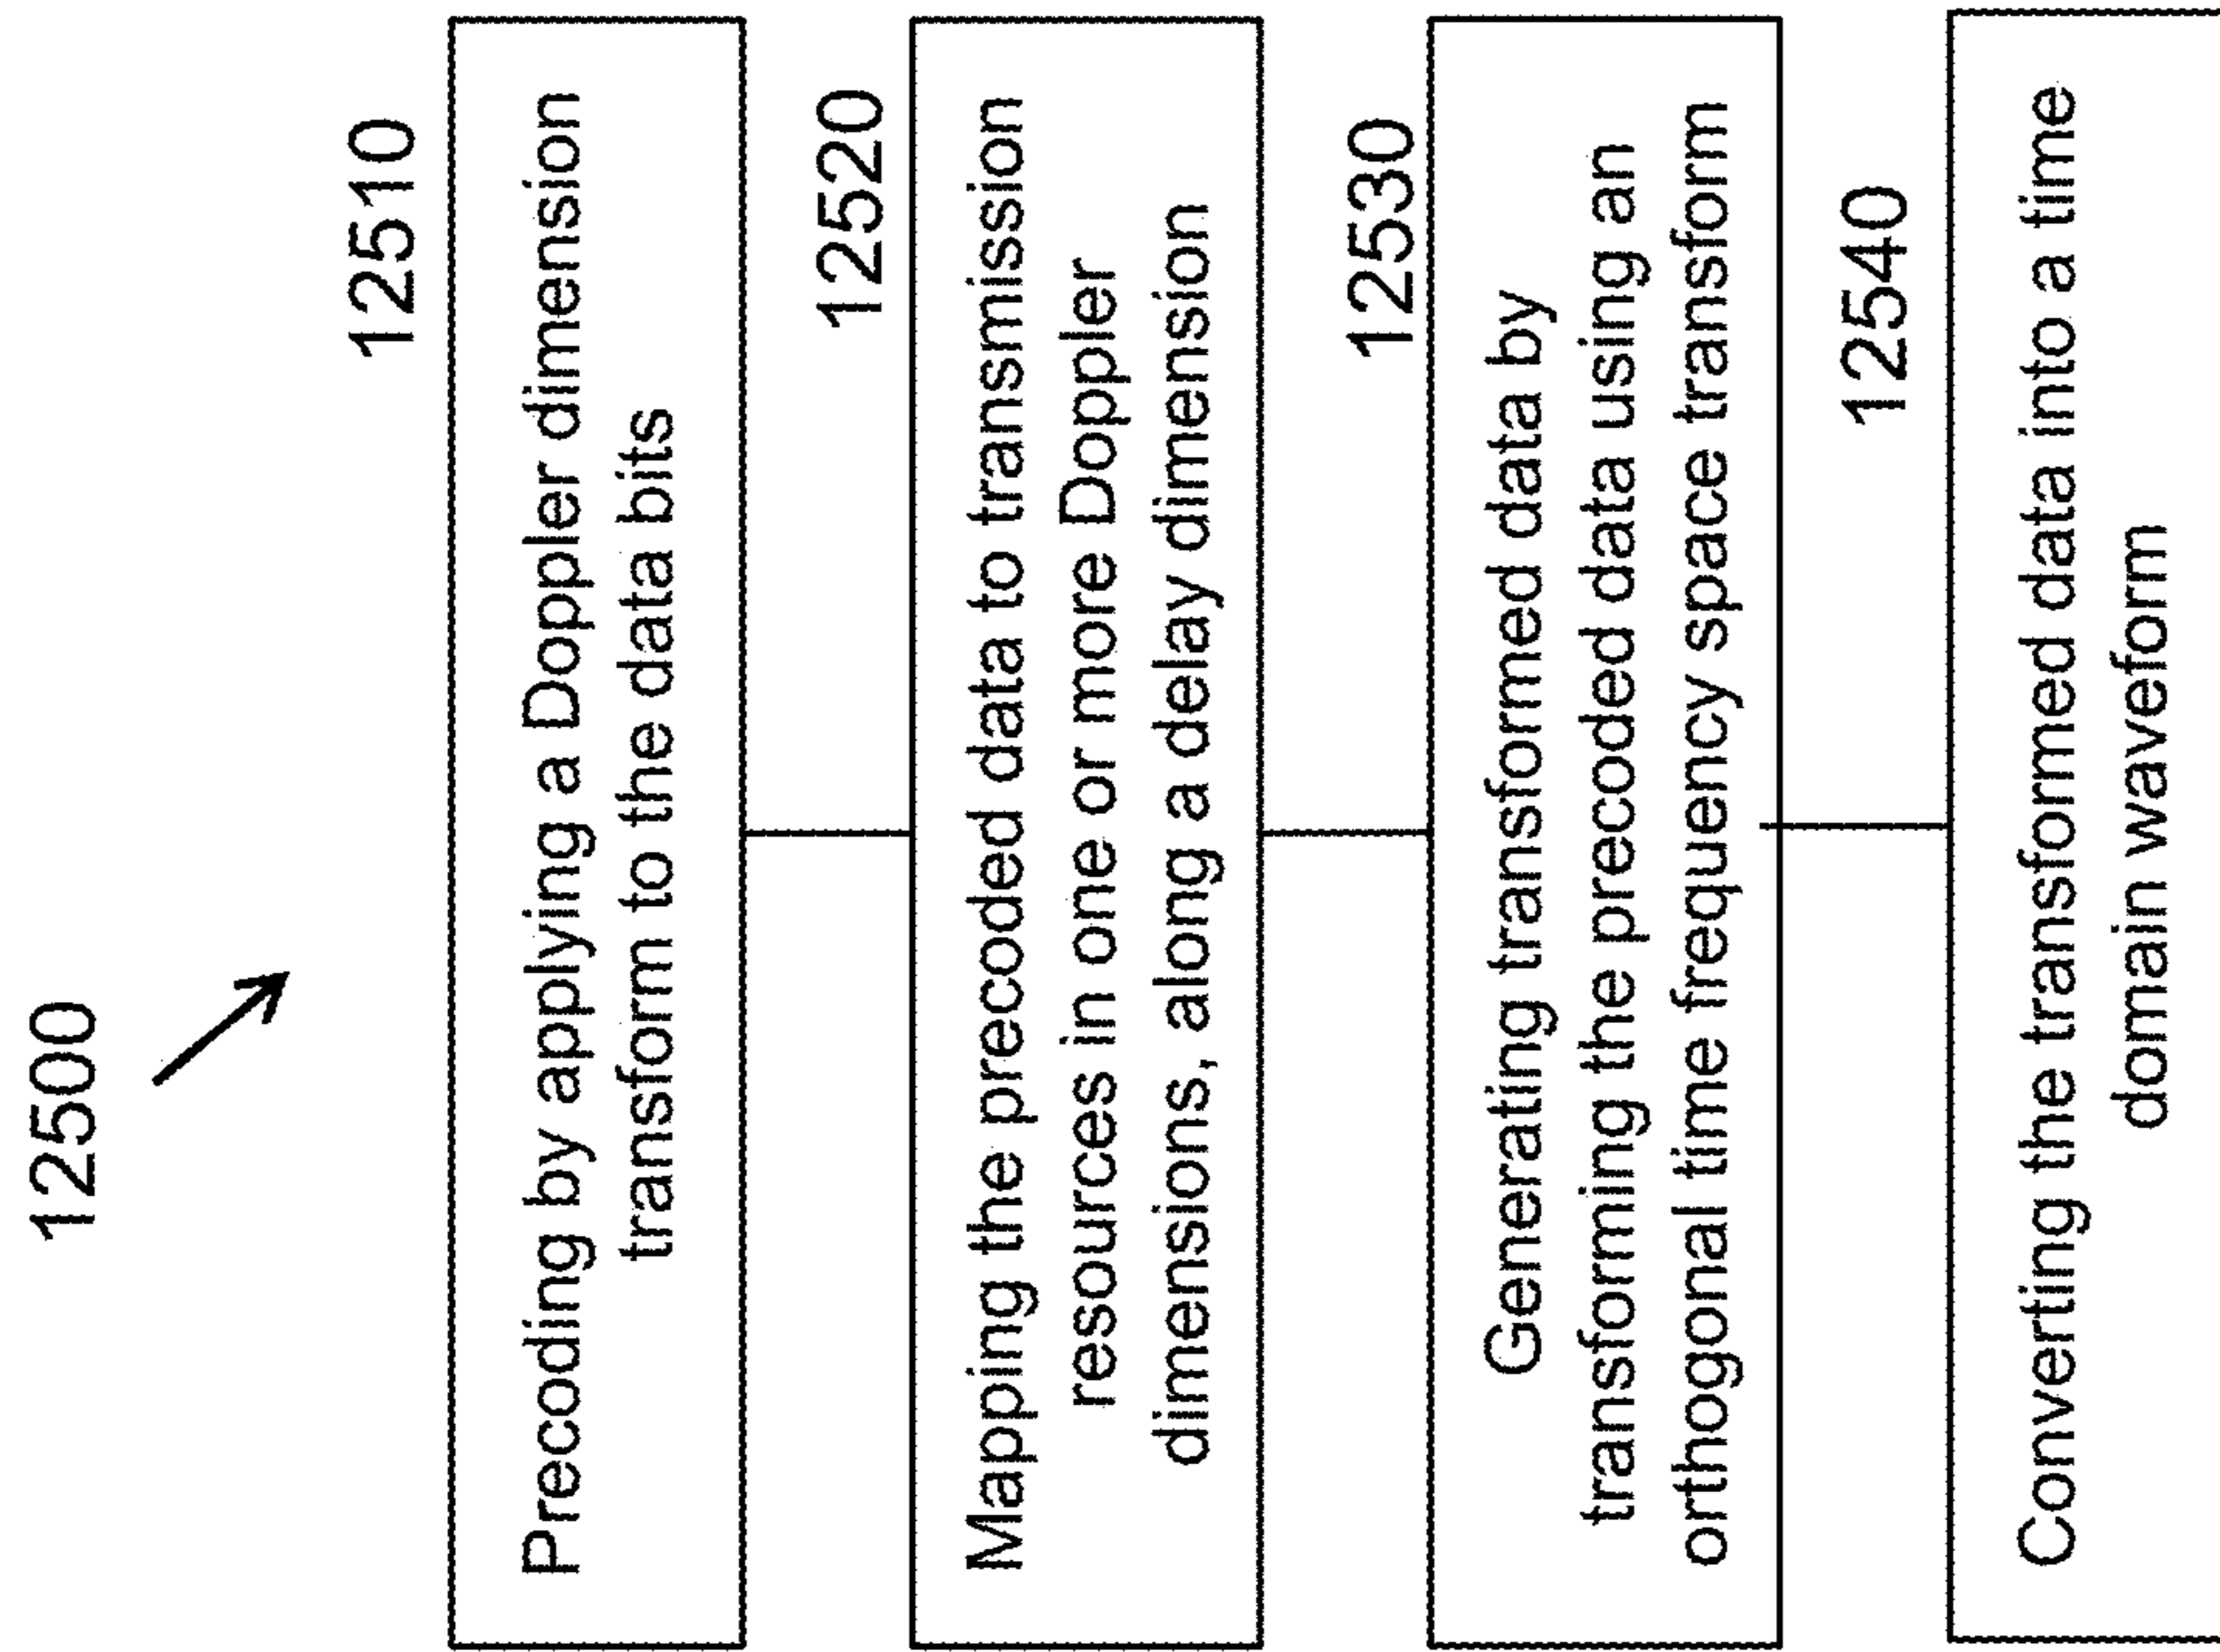 12500
12510
Precoding by applying a Doppler dimension
transform to the data bits
12520
Mapping the precoded data to transmission
resources in one or more Doppler
dimensions, along a delay dimension
12530
Generating transformed data by
transforming the precoded data using an
orthogonal time frequency space transform
12540
Converting the transformed data into a time
domain waveform